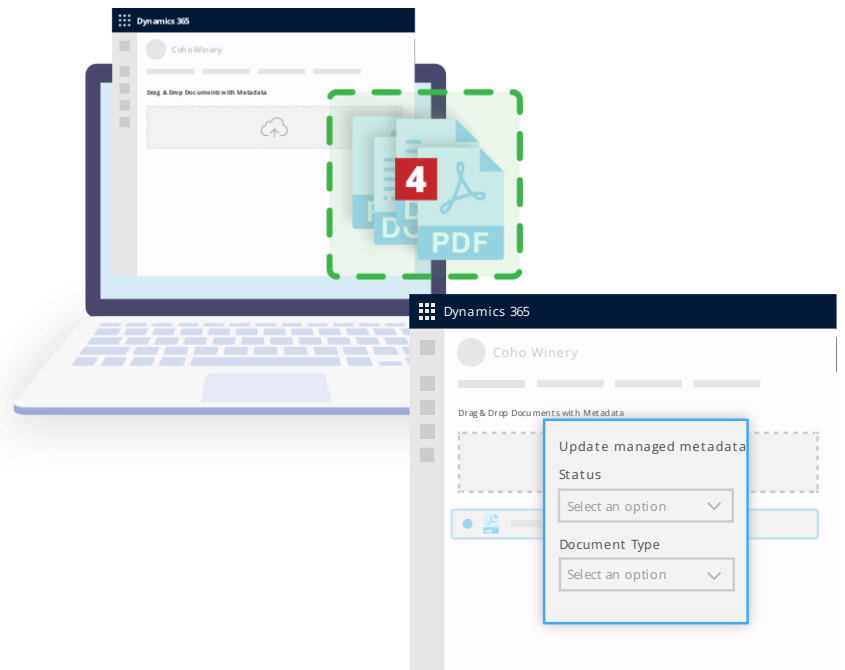 Dynamics 365
Coho Winery
Drag & Drop Documents with Metadata
4
PDF
Dynamics 365
Coho Winery
Drag & Drop Documents with Metadata
Update managed metadata
Status
Select an option
Document Type
Select an option